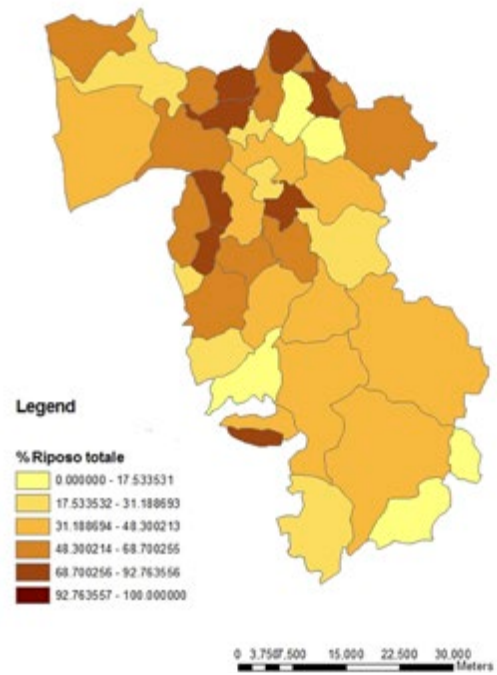 Legend
% Riposo totale
0.000000 - 17.533531
17.533532 - 31.188693
31.188694 - 48.300213
48.300214 - 68.700255
68.700256 - 92.763556
92.763557 - 100.000000
0 3.7507.500 15.000 22.500 30.000
Meters